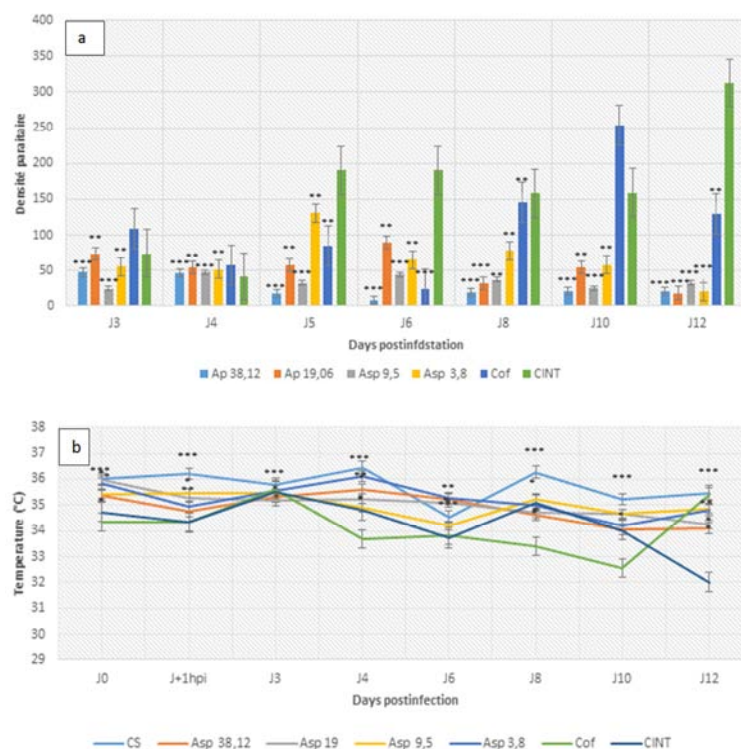 a
400
350
300
250
200
150
100
50
0
Densité paraitaire
*** ** *** **
*** ** *** **
*** ** *** ** **
*** ** *** ** ***
*** *** ** ** **
*** ** *** **
*** *** *** *** **
J3 J4 J5 J6 J8 J10 J12
Days postinfdstation
Ap 38,12 Ap 19,06 Asp 9,5 Asp 3,8 Cof CINT
b
38
37
36
35
34
33
32
31
30
29
Temperature (°C)
J0 J+1hpi J3 J4 J6 J8 J10 J12
Days postinfection
CS Asp 38,12 Asp 19 Asp 9,5 Asp 3,8 Cof CINT